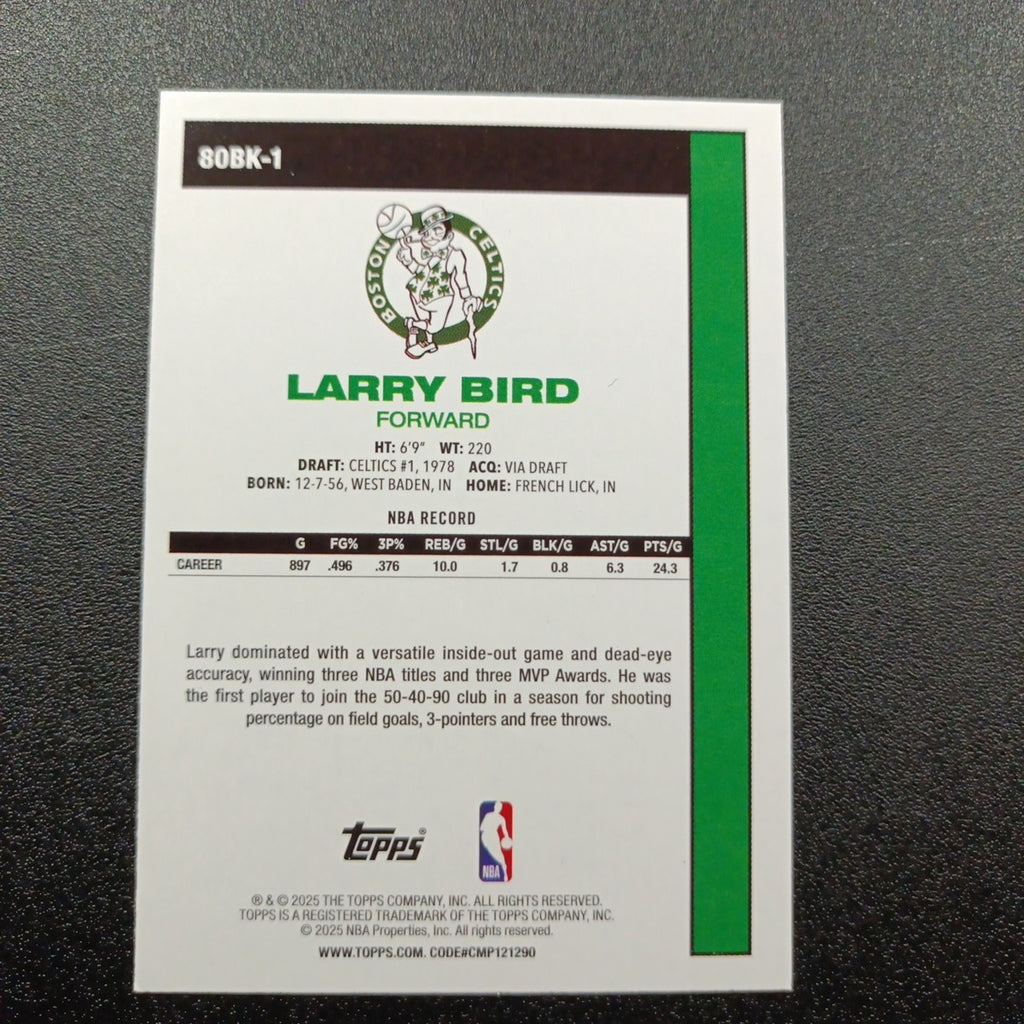 80BK-1
BOSTON CELTICS
LARRY BIRD
FORWARD
HT: 6'9" WT: 220
DRAFT: CELTICS #1, 1978 ACQ: VIA DRAFT
BORN: 12-7-56, WEST BADEN, IN HOME: FRENCH LICK, IN
NBA RECORD
G FG% 3P% REB/G STL/G BLK/G AST/G PTS/G
CAREER 897 .496 .376 10.0 1.7 0.8 6.3 24.3
Larry dominated with a versatile inside-out game and dead-eye
accuracy, winning three NBA titles and three MVP Awards. He was
the first player to join the 50-40-90 club in a season for shooting
percentage on field goals, 3-pointers and free throws.
topps®
NBA
® & © 2025 THE TOPPS COMPANY, INC. ALL RIGHTS RESERVED.
TOPPS IS A REGISTERED TRADEMARK OF THE TOPPS COMPANY, INC.
© 2025 NBA Properties, Inc. All rights reserved.
WWW.TOPPS.COM. CODE#CMP121290